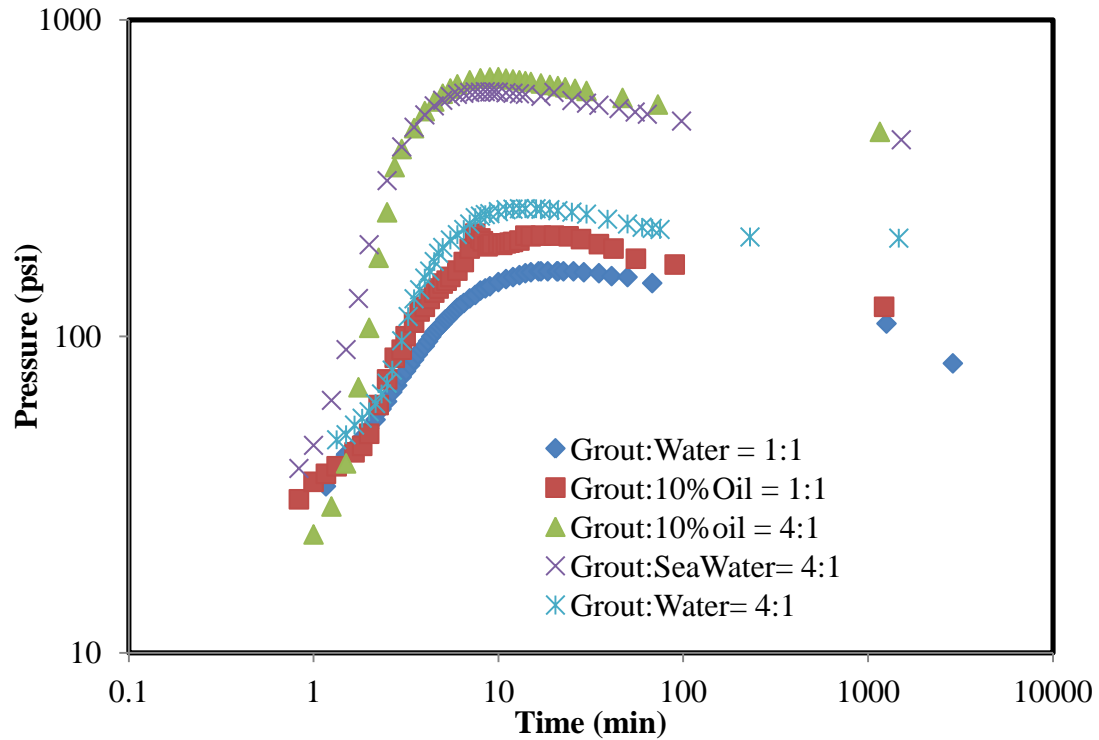 1000
100
10
Pressure (psi)
0.1 1 10 100 1000 10000
Time (min)
Grout:Water = 1:1
Grout:10%Oil = 1:1
Grout:10%oil = 4:1
Grout:SeaWater= 4:1
Grout:Water= 4:1